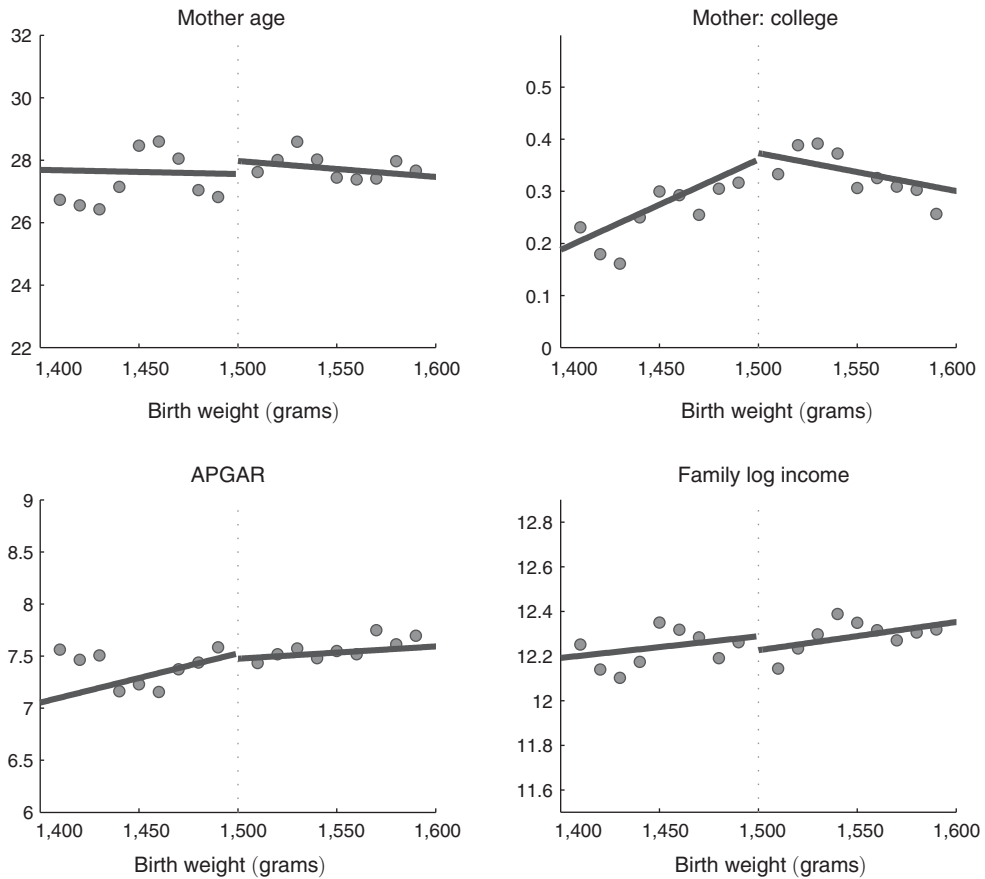 Mother age
32
30
28
26
24
22
1,400 1,450 1,500 1,550 1,600
Birth weight (grams)
Mother: college
0.5
0.4
0.3
0.2
0.1
0
1,400 1,450 1,500 1,550 1,600
Birth weight (grams)
APGAR
9
8.5
8
7.5
7
6.5
6
1,400 1,450 1,500 1,550 1,600
Birth weight (grams)
Family log income
12.8
12.6
12.4
12.2
12
11.8
11.6
1,400 1,450 1,500 1,550 1,600
Birth weight (grams)